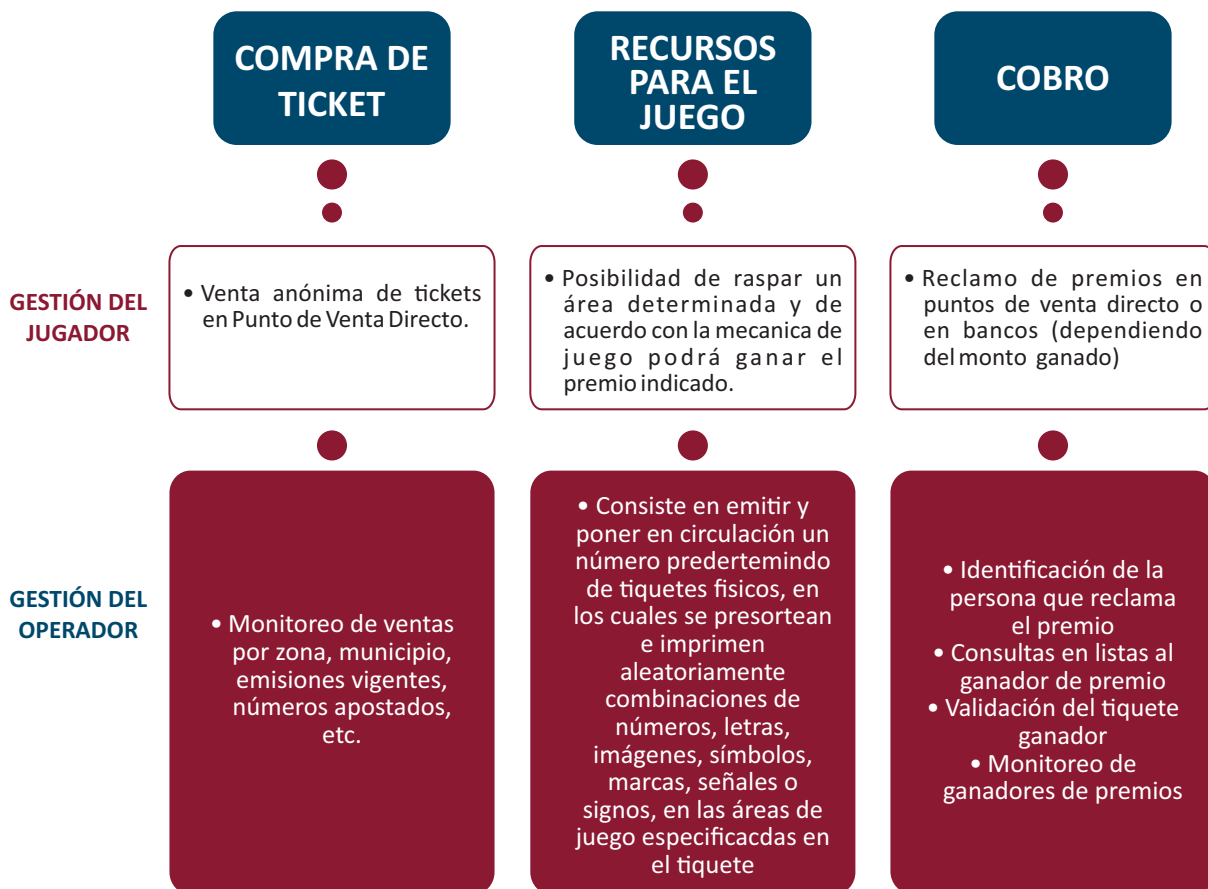 COMPRA DE
TICKET
RECURSOS
PARA EL
JUEGO
COBRO
GESTIÓN DEL
JUGADOR
• Venta anónima de tickets
en Punto de Venta Directo.
• Posibilidad de raspar un
área determinada y de
acuerdo con la mecanica de
juego podrá ganar el
premio indicado.
• Reclamo de premios en
puntos de venta directo o
en bancos (dependiendo
del monto ganado)
GESTIÓN DEL
OPERADOR
• Monitoreo de ventas
por zona, municipio,
emisiones vigentes,
números apostados,
etc.
• Consiste en emitir y
poner en circulación un
número predertemindo
de tiquetes fisicos, en
los cuales se presortean
e imprimen
aleatoriamente
combinaciones de
números, letras,
imágenes, símbolos,
marcas, señales o
signos, en las áreas de
juego especificacdas en
el tiquete
• Identificación de la
persona que reclama
el premio
• Consultas en listas al
ganador de premio
• Validación del tiquete
ganador
• Monitoreo de
ganadores de premios